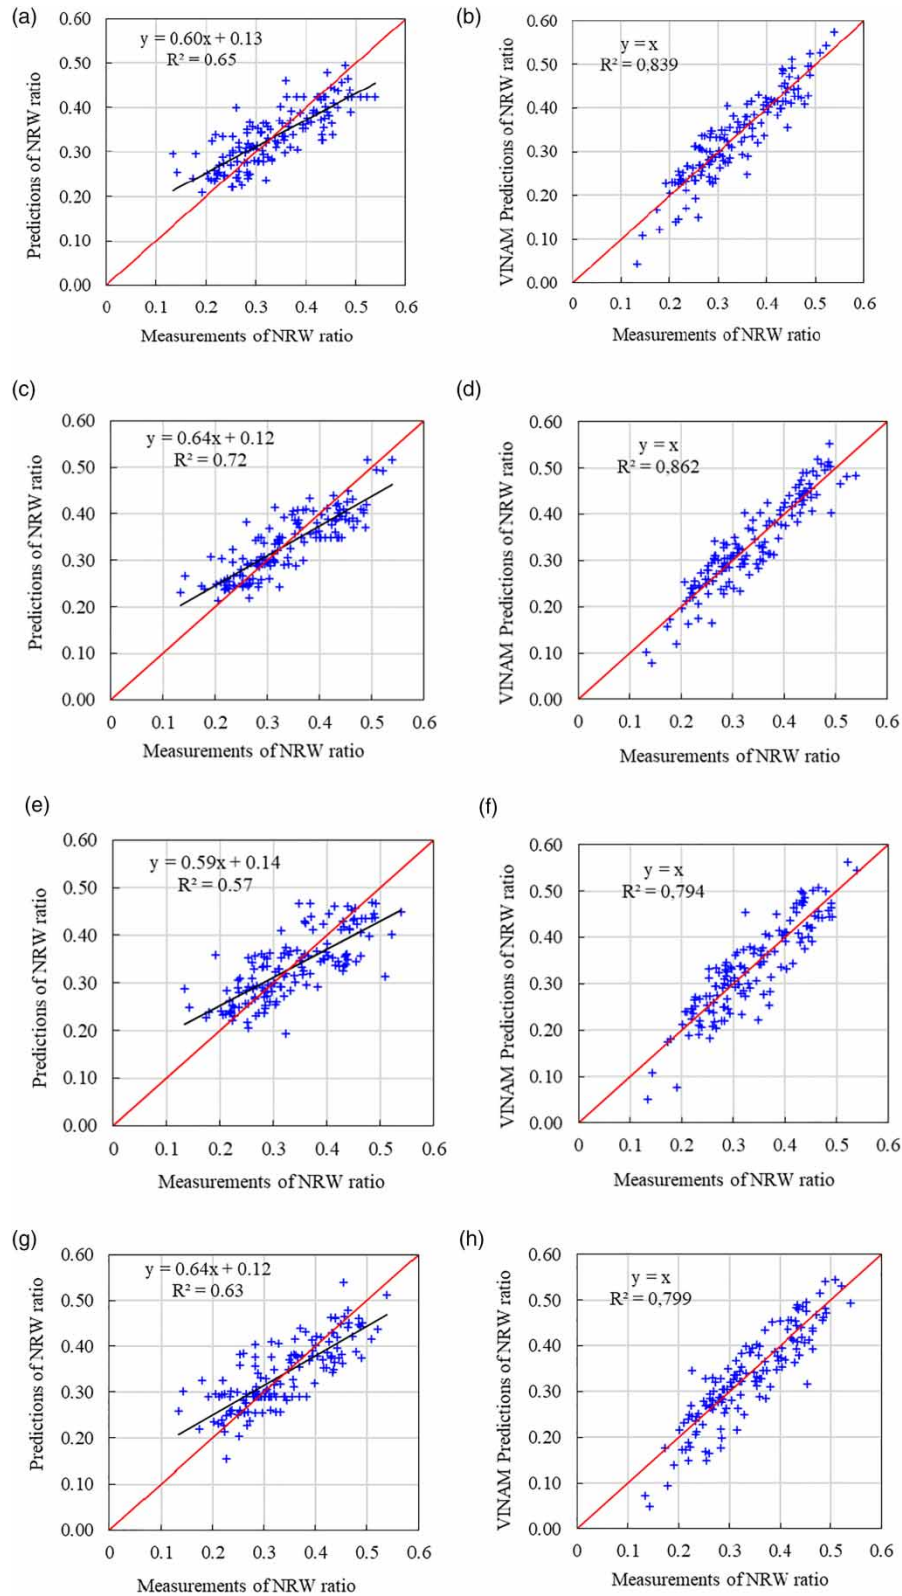 (a)
y = 0.60x + 0.13
R² = 0.65
Predictions of NRW ratio
0.60
0.50
0.40
0.30
0.20
0.10
0.00
0 0.1 0.2 0.3 0.4 0.5 0.6
Measurements of NRW ratio
(b)
y = x
R² = 0,839
VINAM Predictions of NRW ratio
0.60
0.50
0.40
0.30
0.20
0.10
0.00
0 0.1 0.2 0.3 0.4 0.5 0.6
Measurements of NRW ratio
(c)
y = 0.64x + 0.12
R² = 0.72
Predictions of NRW ratio
0.60
0.50
0.40
0.30
0.20
0.10
0.00
0 0.1 0.2 0.3 0.4 0.5 0.6
Measurements of NRW ratio
(d)
y = x
R² = 0.862
VINAM Predictions of NRW ratio
0.60
0.50
0.40
0.30
0.20
0.10
0.00
0 0.1 0.2 0.3 0.4 0.5 0.6
Measurements of NRW ratio
(e)
y = 0.59x + 0.14
R² = 0.57
Predictions of NRW ratio
0.60
0.50
0.40
0.30
0.20
0.10
0.00
0 0.1 0.2 0.3 0.4 0.5 0.6
Measurements of NRW ratio
(f)
y = x
R² = 0,794
VINAM Predictions of NRW ratio
0.60
0.50
0.40
0.30
0.20
0.10
0.00
0 0.1 0.2 0.3 0.4 0.5 0.6
Measurements of NRW ratio
(g)
y = 0.64x + 0.12
R² = 0.63
Predictions of NRW ratio
0.60
0.50
0.40
0.30
0.20
0.10
0.00
0 0.1 0.2 0.3 0.4 0.5 0.6
Measurements of NRW ratio
(h)
y = x
R² = 0,799
VINAM Predictions of NRW ratio
0.60
0.50
0.40
0.30
0.20
0.10
0.00
0 0.1 0.2 0.3 0.4 0.5 0.6
Measurements of NRW ratio